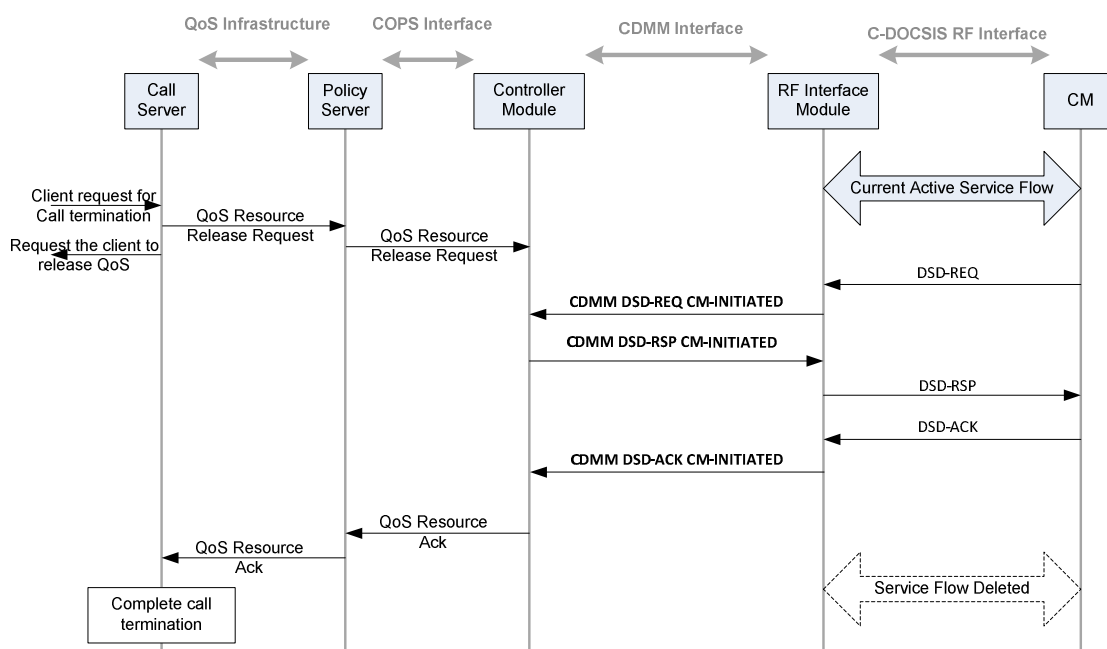 QoS Infrastructure
COPS Interface
CDMM Interface
C-DOCSIS RF Interface
Call
Server
Policy
Server
Controller
Module
RF Interface
Module
CM
Current Active Service Flow
Client request for
Call termination
QoS Resource
Release Request
QoS Resource
Release Request
Request the client to
release QoS
DSD-REQ
CDMM DSD-REQ CM-INITIATED
CDMM DSD-RSP CM-INITIATED
DSD-RSP
DSD-ACK
CDMM DSD-ACK CM-INITIATED
QoS Resource
Ack
QoS Resource
Ack
Service Flow Deleted
Complete call
termination